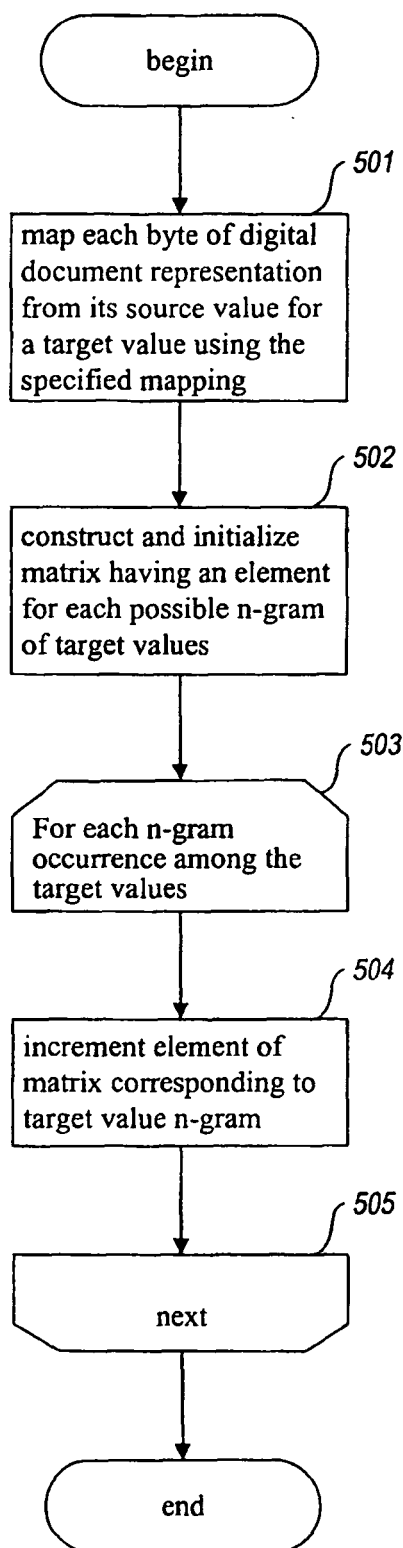 begin
501
map each byte of digital
document representation
from its source value for
a target value using the
specified mapping
502
construct and initialize
matrix having an element
for each possible n-gram
of target values
503
For each n-gram
occurrence among the
target values
504
increment element of
matrix corresponding to
target value n-gram
505
next
end